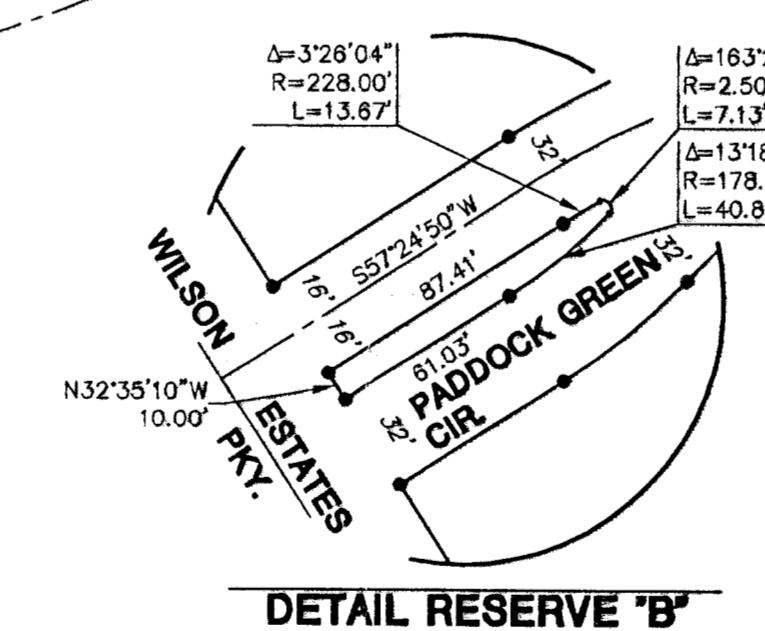 Δ=3°26'04"
R=228.00'
L=13.67'
Δ=163°2
R=2.50
L=7.13'
Δ=13°18
R=178.
L=40.8
32'
S57°24'50"W
16'
87.41'
16'
32'
WILSON
ESTATES
PKY.
N32°35'10"W
10.00'
61.03'
PADDOCK GREEN
CIR.
32'
DETAIL RESERVE "B"